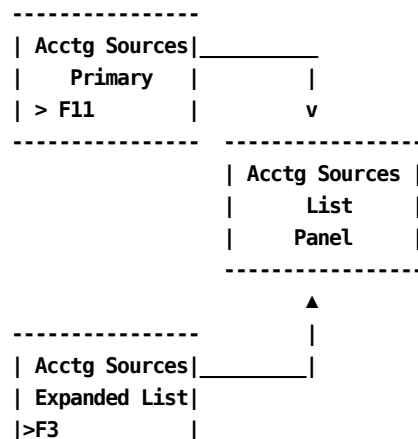 Acctg Sources
Primary
> F11
v
Acctg Sources
List
Panel
Acctg Sources
Expanded List
>F3